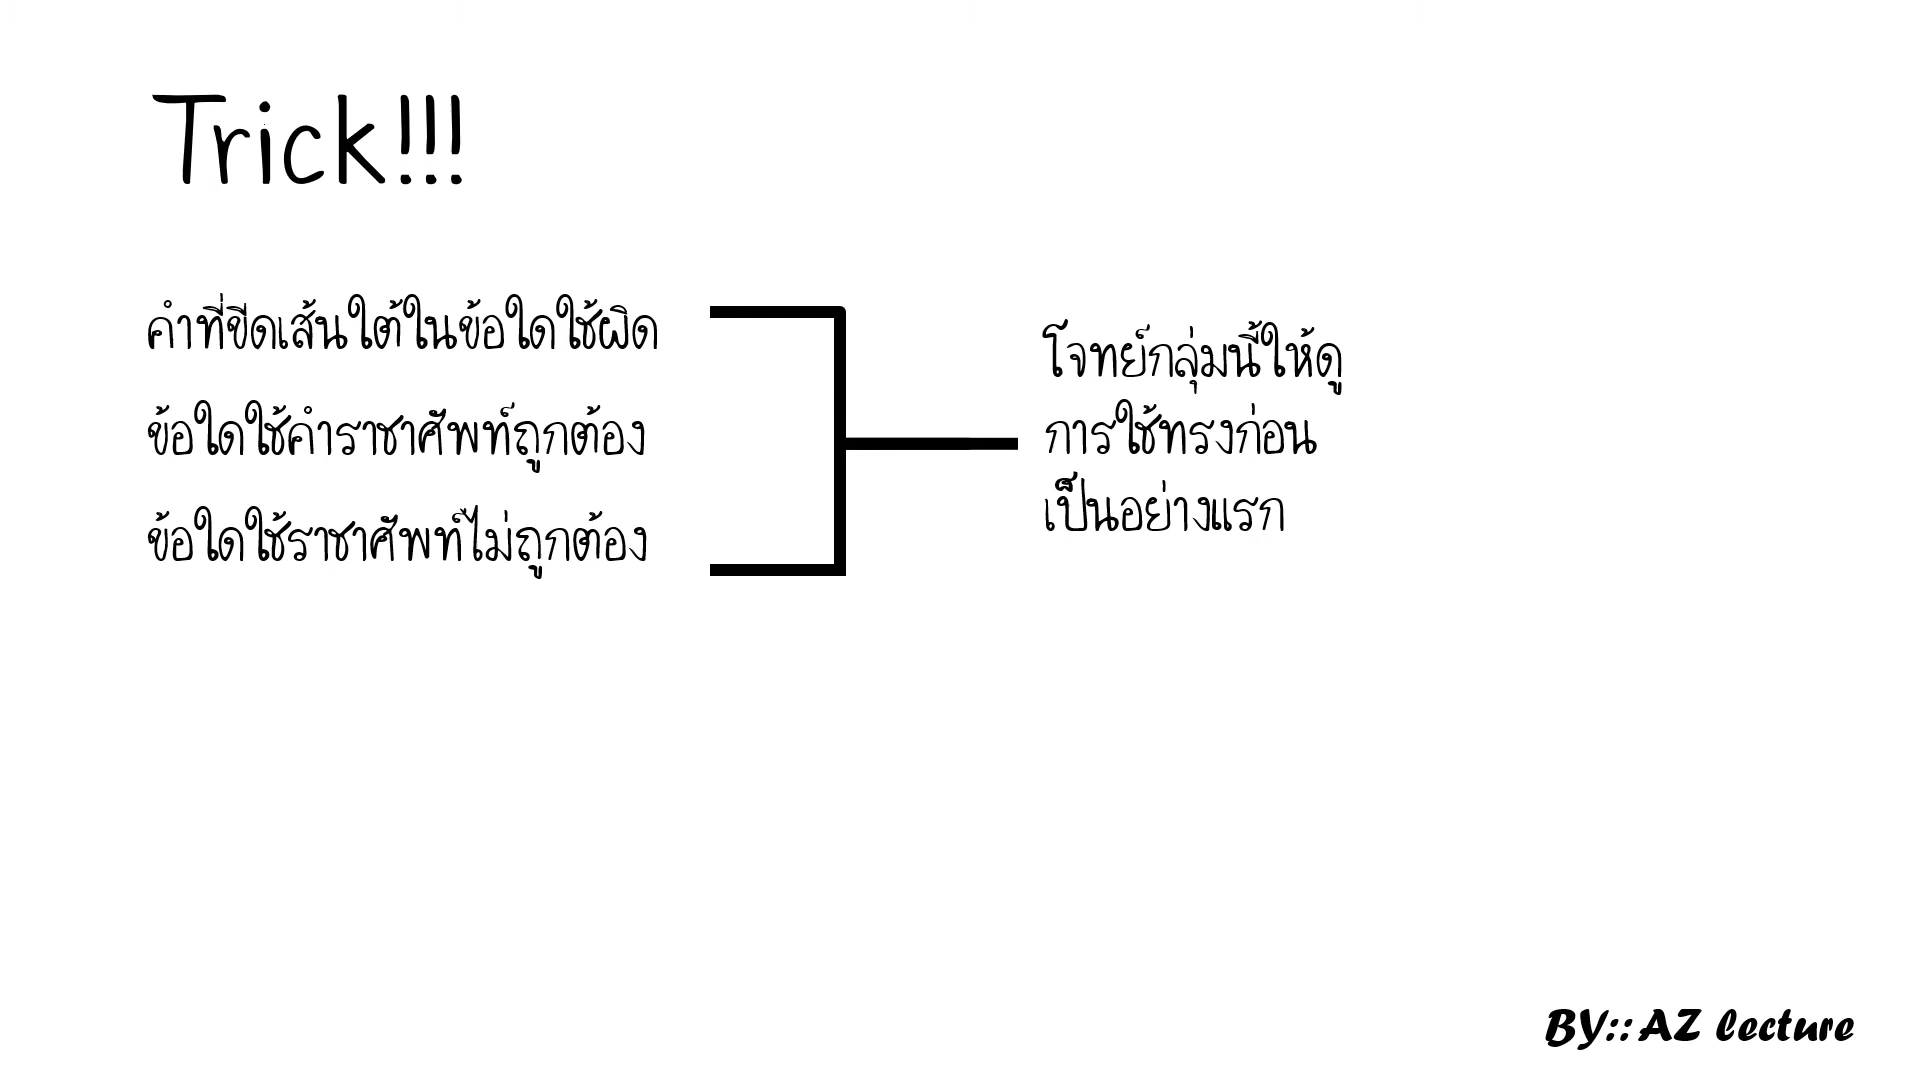 Trick!!!
คำที่ขีดเส้นใต้ในข้อใดใช้ผิด
ข้อใดใช้คำราชาศัพท์ถูกต้อง
ข้อใดใช้ราชาศัพท์ไม่ถูกต้อง
โจทย์กลุ่มนี้ให้ดู
การใช้ทรงก่อน
เป็นอย่างแรก
BY:: AZ lecture